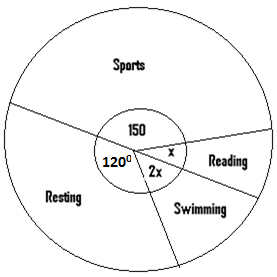 Sports
150
x
Reading
120⁰
2x
Resting
Swimming